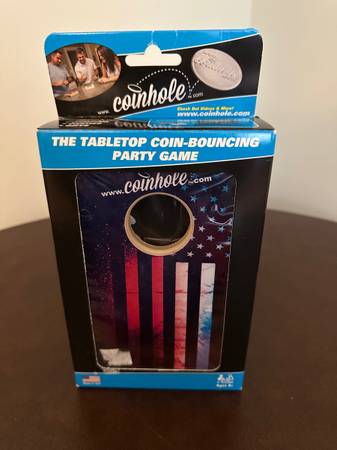 coinhole.com
Check Out Videos & More!
www.coinhole.com
THE TABLETOP COIN-BOUNCING
PARTY GAME
www.coinhole.com